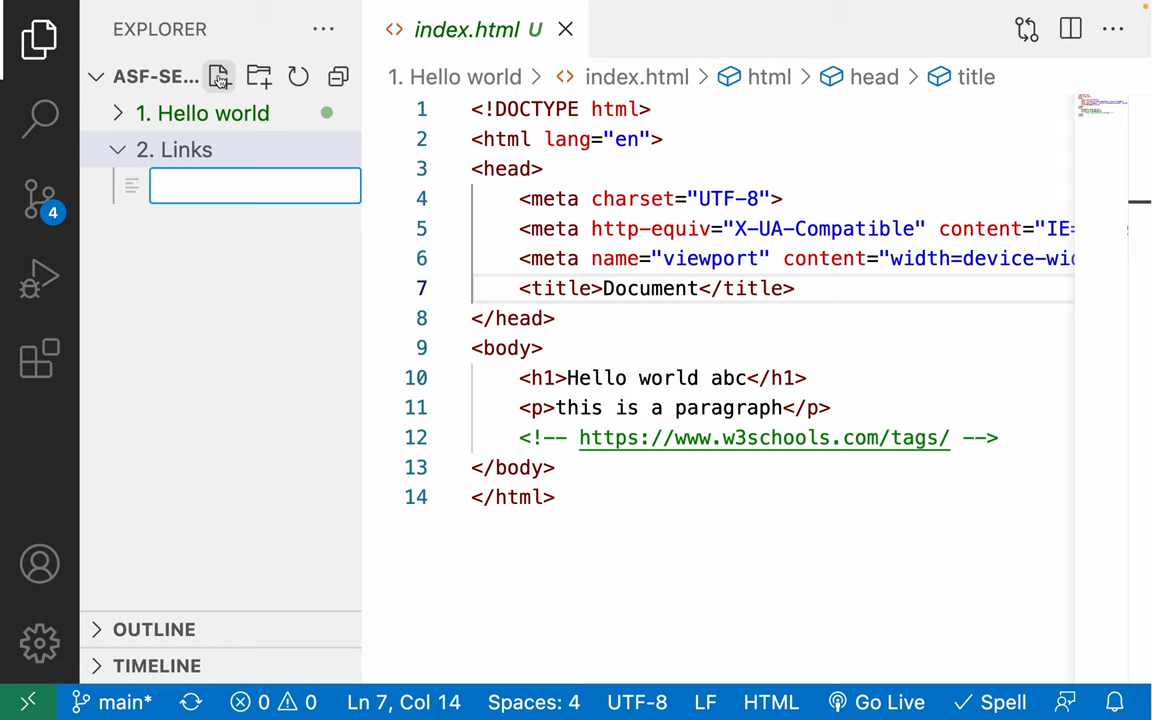 EXPLORER
ASF-SE...
1. Hello world
2. Links
OUTLINE
TIMELINE
index.html U
1. Hello world > index.html > html > head > title
1 <!DOCTYPE html>
2 <html lang="en">
3 <head>
4 <meta charset="UTF-8">
5 <meta http-equiv="X-UA-Compatible" content="IE=
6 <meta name="viewport" content="width=device-wid
7 <title>Document</title>
8 </head>
9 <body>
10 <h1>Hello world abc</h1>
11 <p>this is a paragraph</p>
12 <!-- https://www.w3schools.com/tags/ -->
13 </body>
14 </html>
4
main* 0 0 Ln 7, Col 14 Spaces: 4 UTF-8 LF HTML Go Live Spell